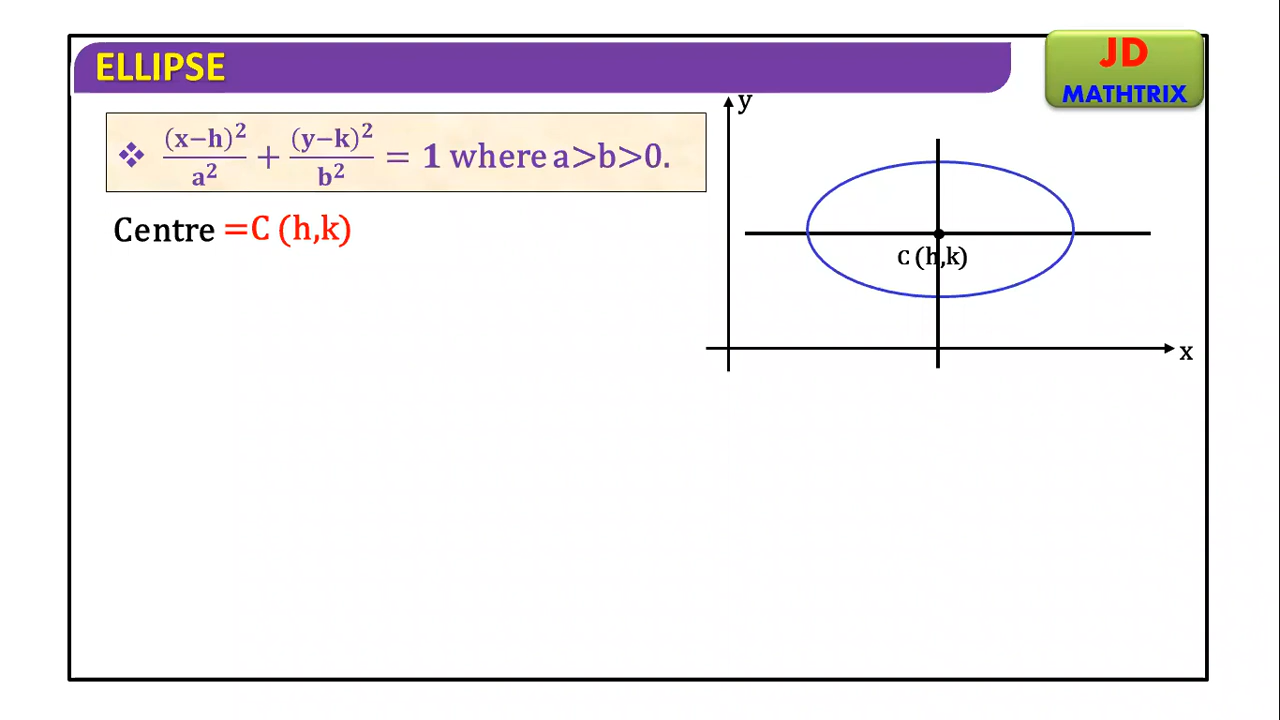 ELLIPSE
JD
MATHTRIX
❖ (x−h)²/a² + (y−k)²/b² = 1 where a>b>0.
Centre =C (h,k)
y
C (h,k)
x